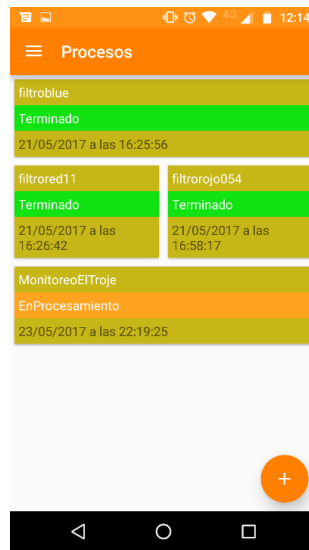 4G 12:14
Procesos
filtroblue
Terminado
21/05/2017 a las 16:25:56
filtrored11
Terminado
21/05/2017 a las
16:26:42
filtrorojo054
Terminado
21/05/2017 a las
16:58:17
MonitoreoElTroje
EnProcesamiento
23/05/2017 a las 22:19:25
+